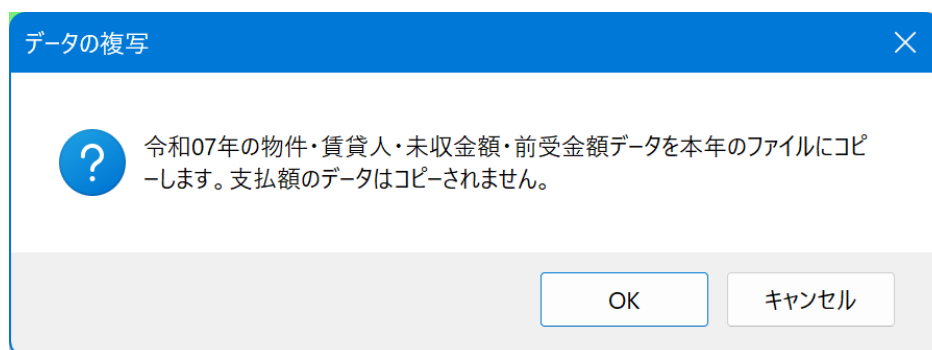 データの複写
令和07年の物件・賃貸人・未収金額・前受金額データを本年のファイルにコピ
ーします。支払額のデータはコピーされません。
OK
キャンセル